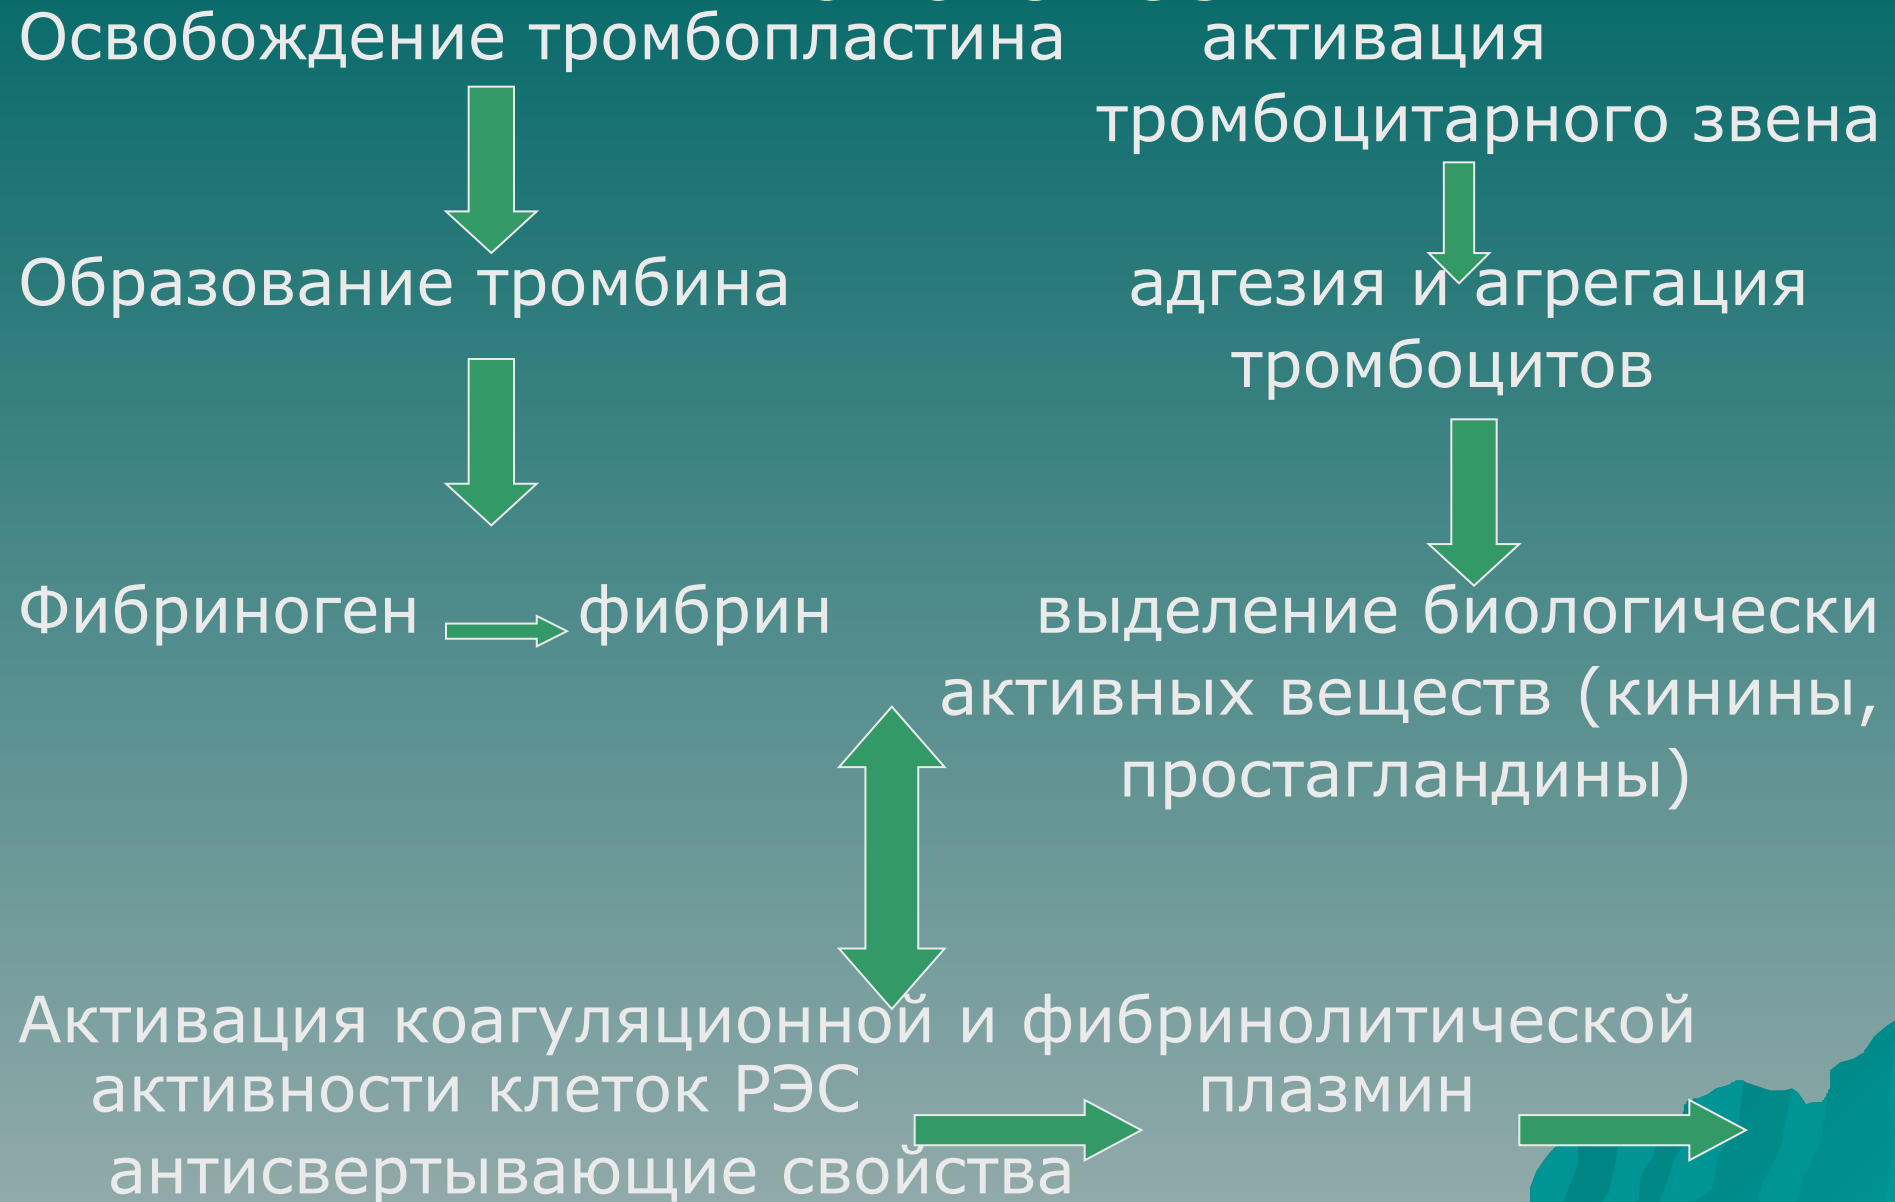 Освобождение тромбопластина активация
тромбоцитарного звена
Образование тромбина адгезия и агрегация
тромбоцитов
Фибриноген фибрин выделение биологически
активных веществ (кинины,
простагландины)
Активация коагуляционной и фибринолитической
активности клеток РЭС плазмин
антисвертывающие свойства